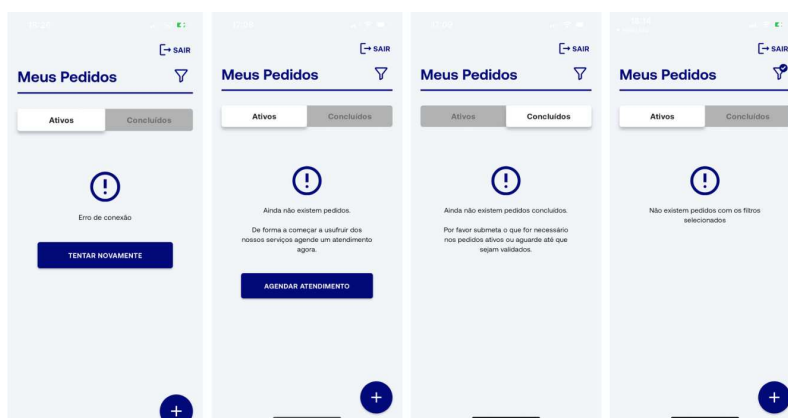 SAIR
Meus Pedidos
Ativos
Concluídos
Erro de conexão
TENTAR NOVAMENTE
+
SAIR
Meus Pedidos
Ativos
Concluídos
Ainda não existem pedidos.
De forma a começar a usufruir dos
nossos serviços agende um atendimento
agora.
AGENDAR ATENDIMENTO
+
SAIR
Meus Pedidos
Ativos
Concluídos
Ainda não existem pedidos concluídos.
Por favor submeta o que for necessário
nos pedidos ativos ou aguarde até que
sejam validados.
SAIR
Meus Pedidos
Ativos
Concluídos
Não existem pedidos com os filtros
selecionados
+